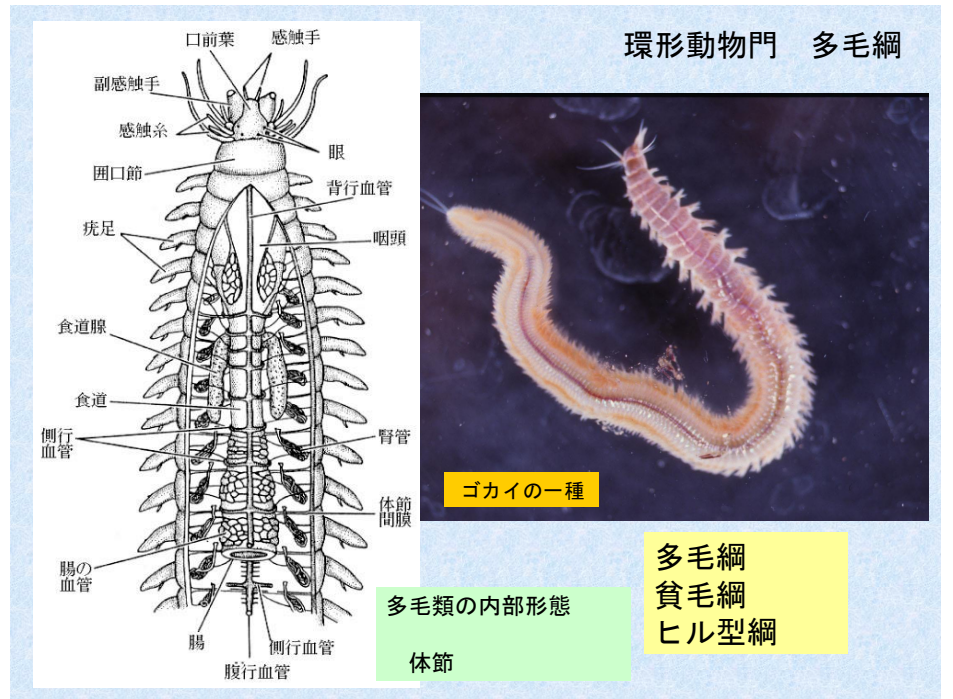 環形動物門　多毛綱
口前葉
感触手
副感触手
感触糸
眼
囲口節
背行血管
疣足
咽頭
食道腺
食道
側行
血管
腎管
体節
間膜
腸の
血管
腸
側行血管
腹行血管
ゴカイの一種
多毛類の内部形態
体節
多毛綱
貧毛綱
ヒル型綱